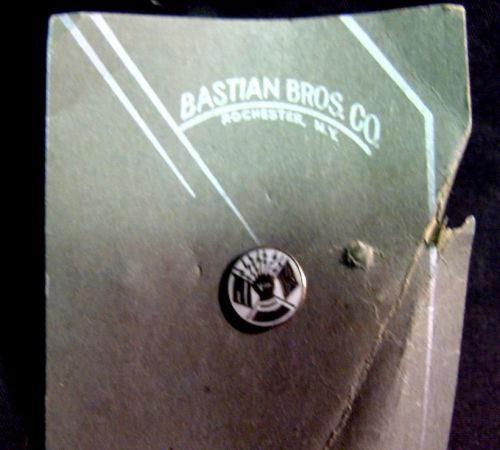 BASTIAN BROS. CO.
ROCHESTER, N.Y.